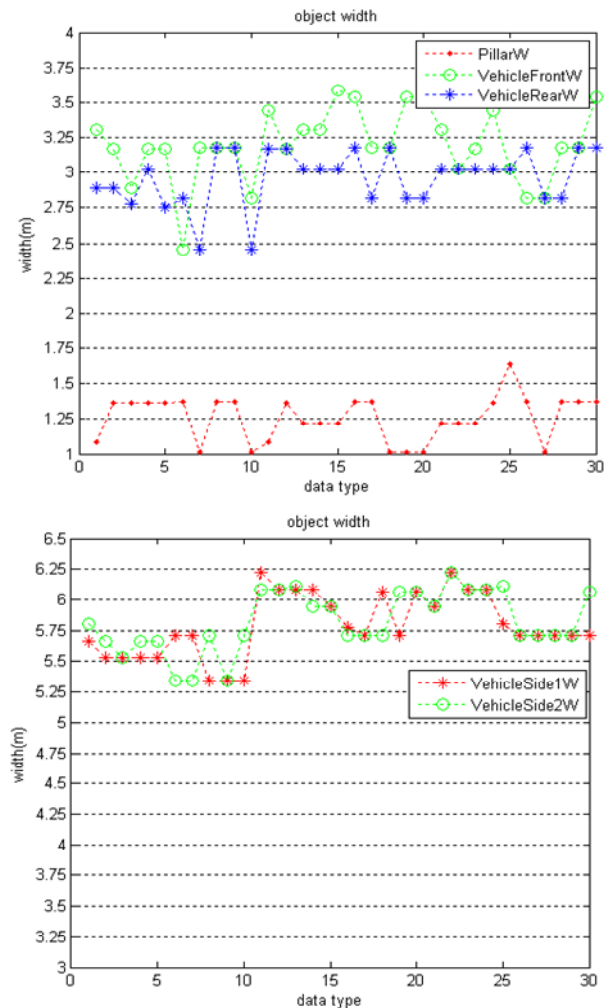 object width
4
3.75
3.5
3.25
3
2.75
2.5
2.25
2
1.75
1.5
1.25
1
width(m)
PillarW
VehicleFrontW
VehicleRearW
0 5 10 15 20 25 30
data type
object width
6.5
6.25
6
5.75
5.5
5.25
5
4.75
4.5
4.25
4
3.75
3.5
3.25
3
width(m)
VehicleSide1W
VehicleSide2W
0 5 10 15 20 25 30
data type